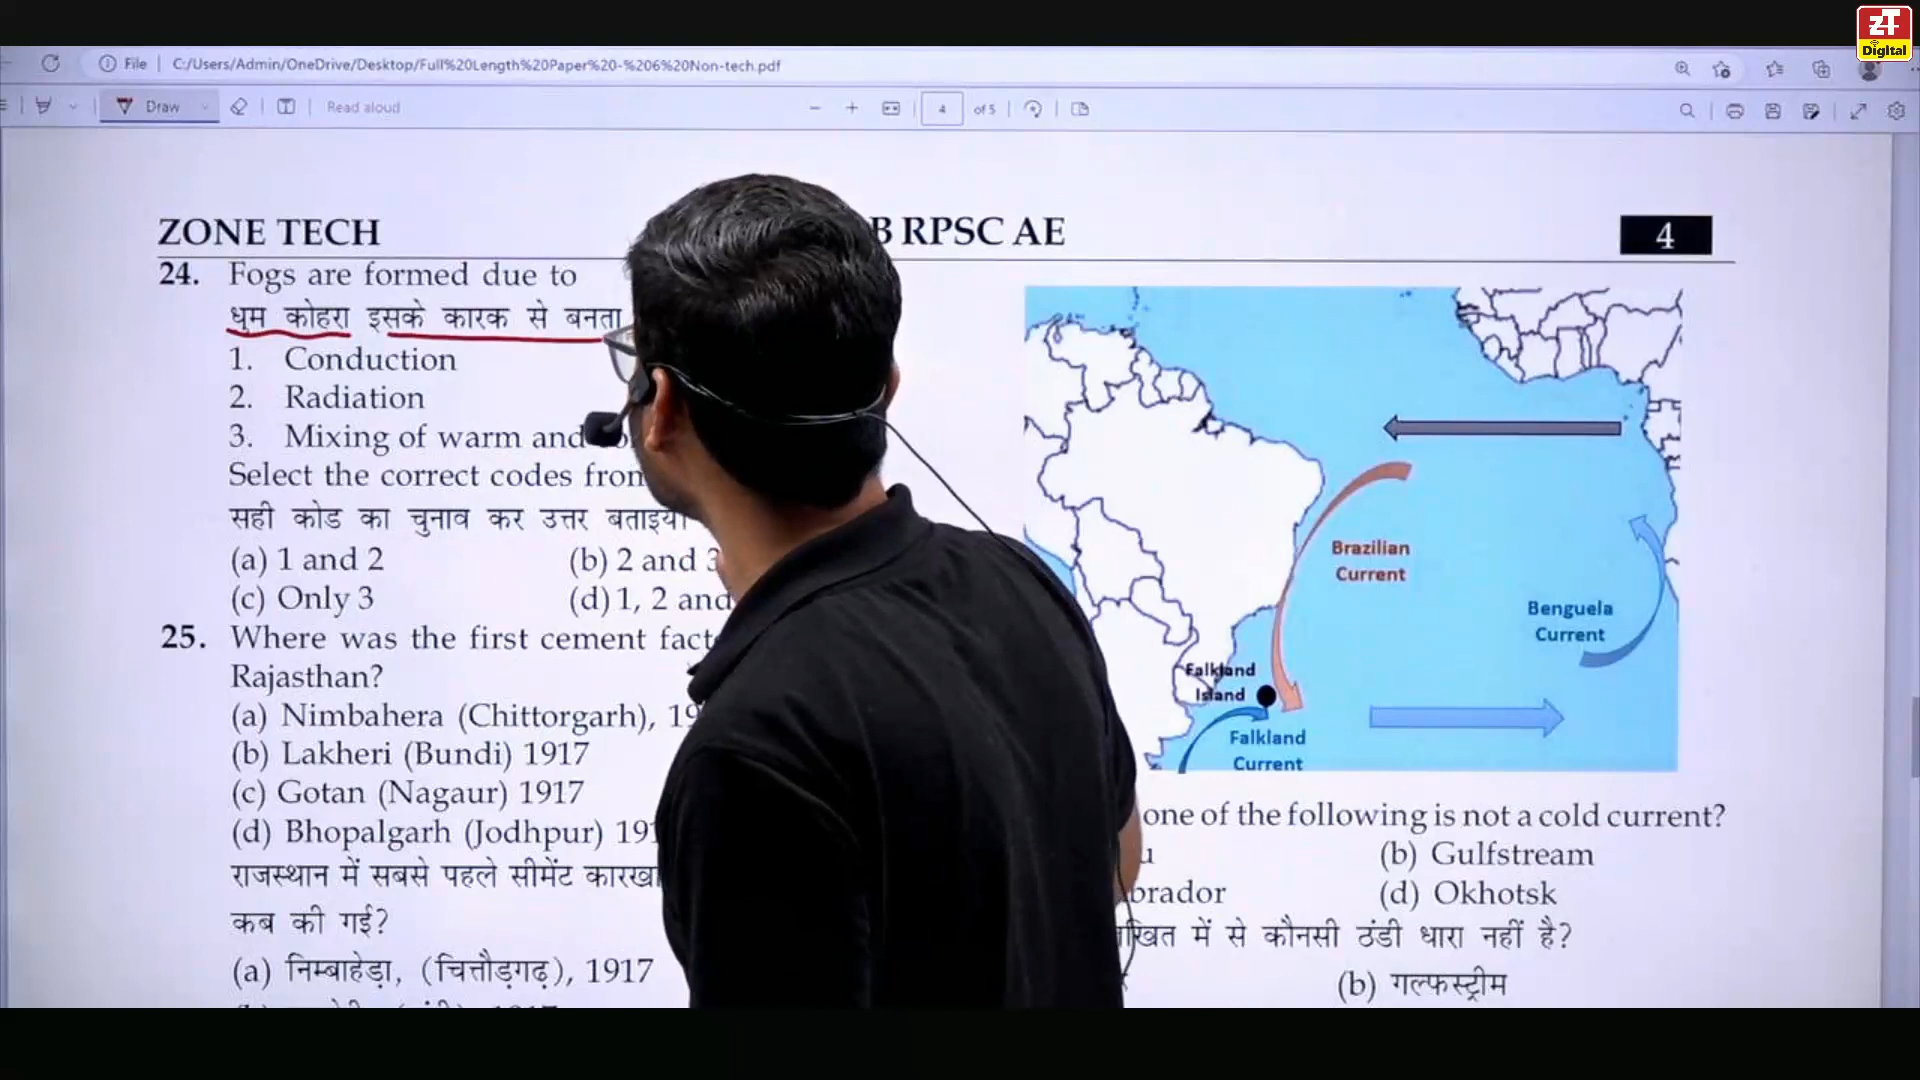 ZT
Digital
File C:/Users/Admin/OneDrive/Desktop/Full%20Length%20Paper%20-%206%20Non-tech.pdf
Draw Read aloud 4 of 5
ZONE TECH B RPSC AE 4
24. Fogs are formed due to
धूम कोहरा इसके कारक से बनता
1. Conduction
2. Radiation
3. Mixing of warm and
Select the correct codes from
सही कोड का चुनाव कर उत्तर बताइये
(a) 1 and 2 (b) 2 and 3
(c) Only 3 (d) 1, 2 and
25. Where was the first cement
Rajasthan?
(a) Nimbahera (Chittorgarh),
(b) Lakheri (Bundi) 1917
(c) Gotan (Nagaur) 1917
(d) Bhopalgarh (Jodhpur)
राजस्थान में सबसे पहले सीमेंट
कब की गई?
(a) निम्बाहेड़ा, (चित्तौड़गढ़), 1917
Brazilian
Current
Benguela
Current
Falkland
Island
Falkland
Current
one of the following is not a cold current?
(b) Gulfstream
(d) Okhotsk
में से कौनसी ठंडी धारा नहीं है?
(b) गल्फस्ट्रीम